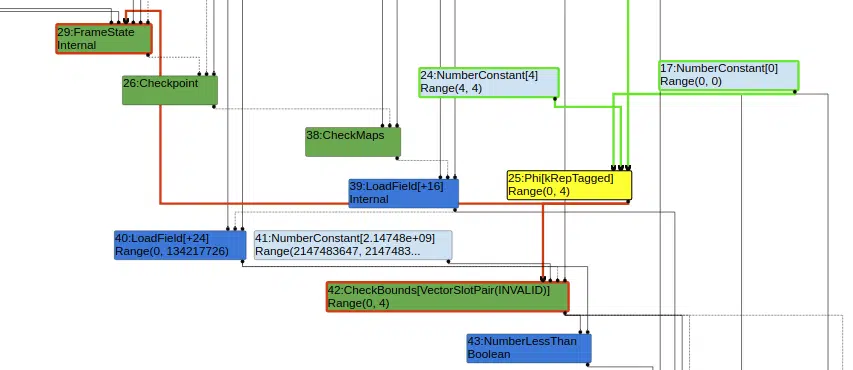 29:FrameState
Internal
26:Checkpoint
24:NumberConstant[4]
Range(4, 4)
17:NumberConstant[0]
Range(0, 0)
38:CheckMaps
39:LoadField[+16]
Internal
25:Phi[kRepTagged]
Range(0, 4)
40:LoadField[+24]
Range(0, 134217726)
41:NumberConstant[2.14748e+09]
Range(2147483647, 2147483...
42:CheckBounds[VectorSlotPair(INVALID)]
Range(0, 4)
43:NumberLessThan
Boolean